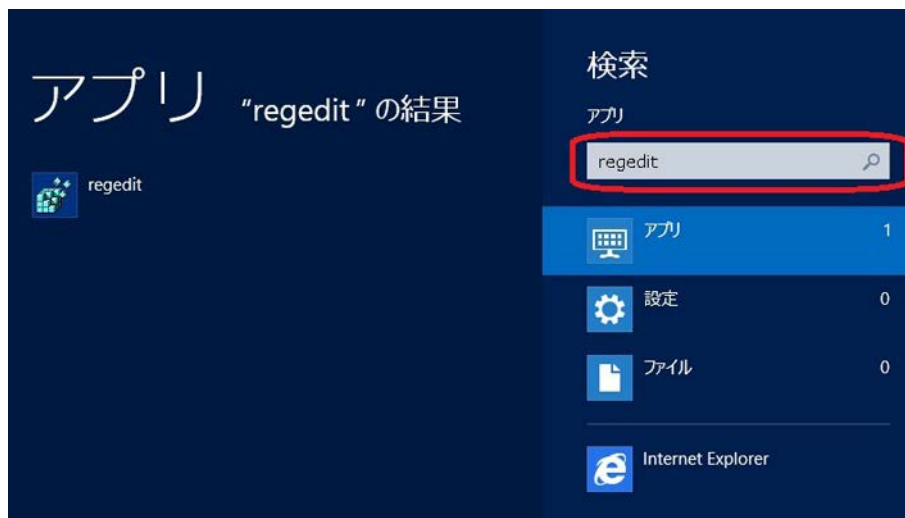 アプリ "regedit" の結果
regedit
検索
アプリ
regedit
アプリ 1
設定 0
ファイル 0
Internet Explorer